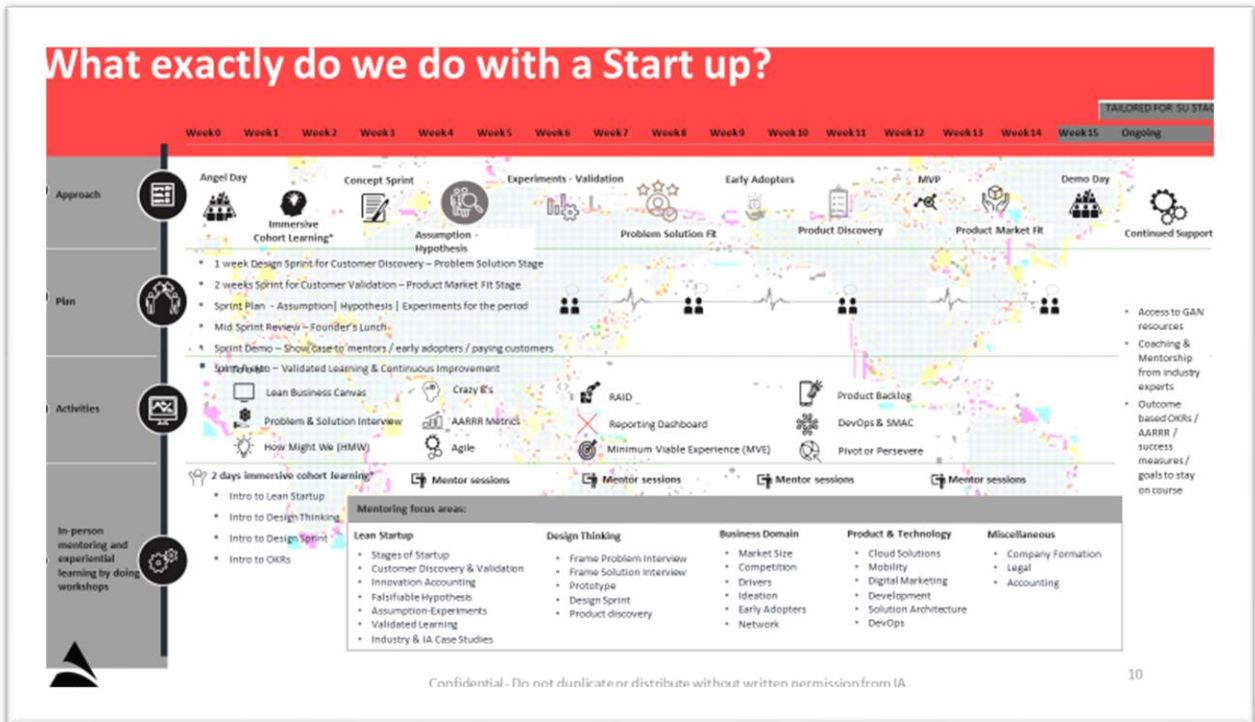 What exactly do we do with a Start up?
TAILORED FOR SU STAG
Week0 Week1 Week2 Week3 Week4 Week5 Week6 Week7 Week8 Week9 Week10 Week11 Week12 Week13 Week14 Week15 Ongoing
Approach
Angel Day
Immersive
Cohort Learning*
Concept Sprint
Assumption -
Hypothesis
Experiments - Validation
Problem Solution Fit
Early Adopters
Product Discovery
MVP
Product Market Fit
Demo Day
Continued Support
Plan
• 1 week Design Sprint for Customer Discovery – Problem Solution Stage
• 2 weeks Sprint for Customer Validation – Product Market Fit Stage
• Sprint Plan - Assumption| Hypothesis | Experiments for the period
• Mid Sprint Review – Founder's Lunch
• Sprint Demo – Show case to mentors / early adopters / paying customers
– Validated Learning & Continuous Improvement
Activities
Lean Business Canvas
Problem & Solution Interview
How Might We (HMW)
Crazy 8's
AARRR Metrics
Agile
RAID
Reporting Dashboard
Minimum Viable Experience (MVE)
Product Backlog
DevOps & SMAC
Pivot or Persevere
• Access to GAN
resources
• Coaching &
Mentorship
from industry
experts
• Outcome
based OKRs /
AARRR /
success
measures /
goals to stay
on course
In-person
mentoring and
experiential
learning by doing
workshops
2 days immersive cohort learning*
• Intro to Lean Startup
• Intro to Design Thinking
• Intro to Design Sprint
• Intro to OKRs
Mentor sessions
Mentor sessions
Mentor sessions
Mentor sessions
Mentoring focus areas:
Lean Startup
• Stages of Startup
• Customer Discovery & Validation
• Innovation Accounting
• Falsifiable Hypothesis
• Assumption-Experiments
• Validated Learning
• Industry & IA Case Studies
Design Thinking
• Frame Problem Interview
• Frame Solution Interview
• Prototype
• Design Sprint
• Product discovery
Business Domain
• Market Size
• Competition
• Drivers
• Ideation
• Early Adopters
• Network
Product & Technology
• Cloud Solutions
• Mobility
• Digital Marketing
• Development
• Solution Architecture
• DevOps
Miscellaneous
• Company Formation
• Legal
• Accounting
Confidential - Do not duplicate or distribute without written permission from IA.
10